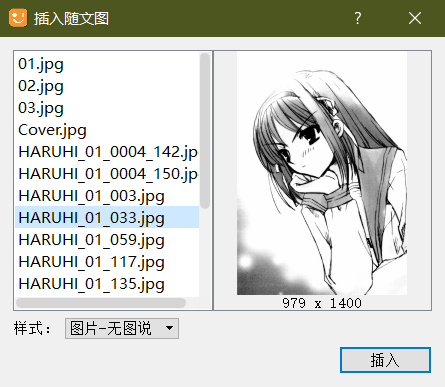 插入随文图
?
01.jpg
02.jpg
03.jpg
Cover.jpg
HARUHI_01_0004_142.jp
HARUHI_01_0004_150.jp
HARUHI_01_003.jpg
HARUHI_01_033.jpg
HARUHI_01_059.jpg
HARUHI_01_117.jpg
HARUHI_01_135.jpg
979 x 1400
样式： 图片-无图说
插入